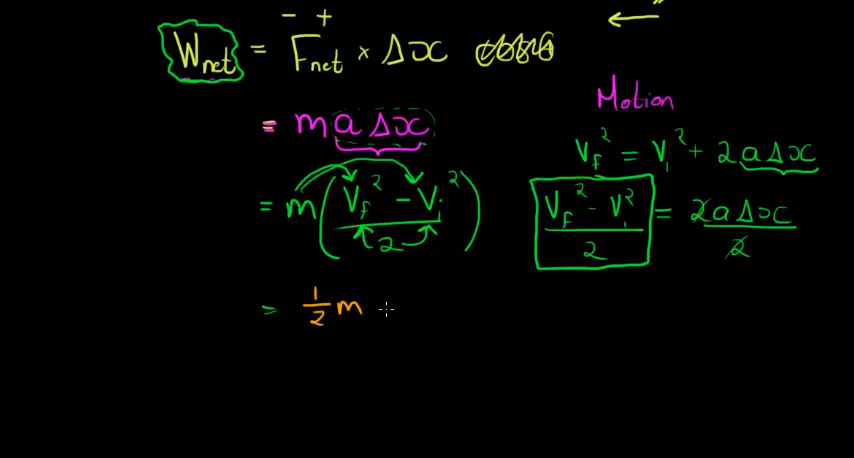 − +
W_net = F_net × Δx
= m a Δx
= m ( (V_f² − V_i²) / 2 )
= 1/2 m
Motion
V_f² = V_i² + 2aΔx
(V_f² − V_i²) / 2 = 2aΔx / 2